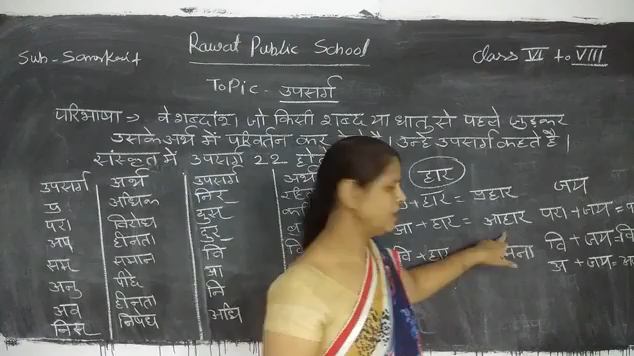 Rawat Public School
Sub- Sanskrit
Class VI to VIII
Topic - उपसर्ग
परिभाषा → वे शब्दांश जो किसी शब्द या धातु से पहले जुड़कर
उसके अर्थ में परिवर्तन कर है। उन्हें उपसर्ग कहते है।
संस्कृत में उपसर्ग 22
उपसर्ग अर्थ उपसर्ग अर्थ
हार
जय
प्र अधिक निर
+ हार = प्रहार
परा विरोध दुस
आ + हार = आहार परा + जय =
अप हीनता दुर
वि + वि + जय = वि
सम समान वि
अ + जय = अ
अनु पीछे आ
अव हीनता नि
निस निषेध अधि